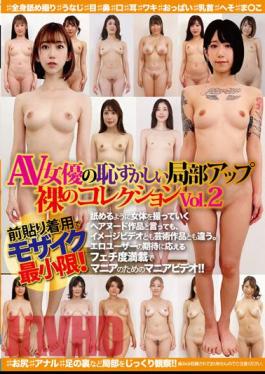 #全身舐め撮り#うなじ#目#鼻#口#耳#ワキ#おっぱい#乳首#へそ#ま〇こ
AV女優の恥ずかしい局部アップ
裸のコレクションVol.2
前貼り着用で
モザイク
最小限!
舐めるように女体を撮っていく
ヘアヌード作品と言っても、
イメージビデオとも芸術作品とも違う。
エロユーザーの期待に応える
フェチ度満載で
マニアのためのマニアビデオ!!
#お尻#アナル#足の裏など局部をじっくり観察!!